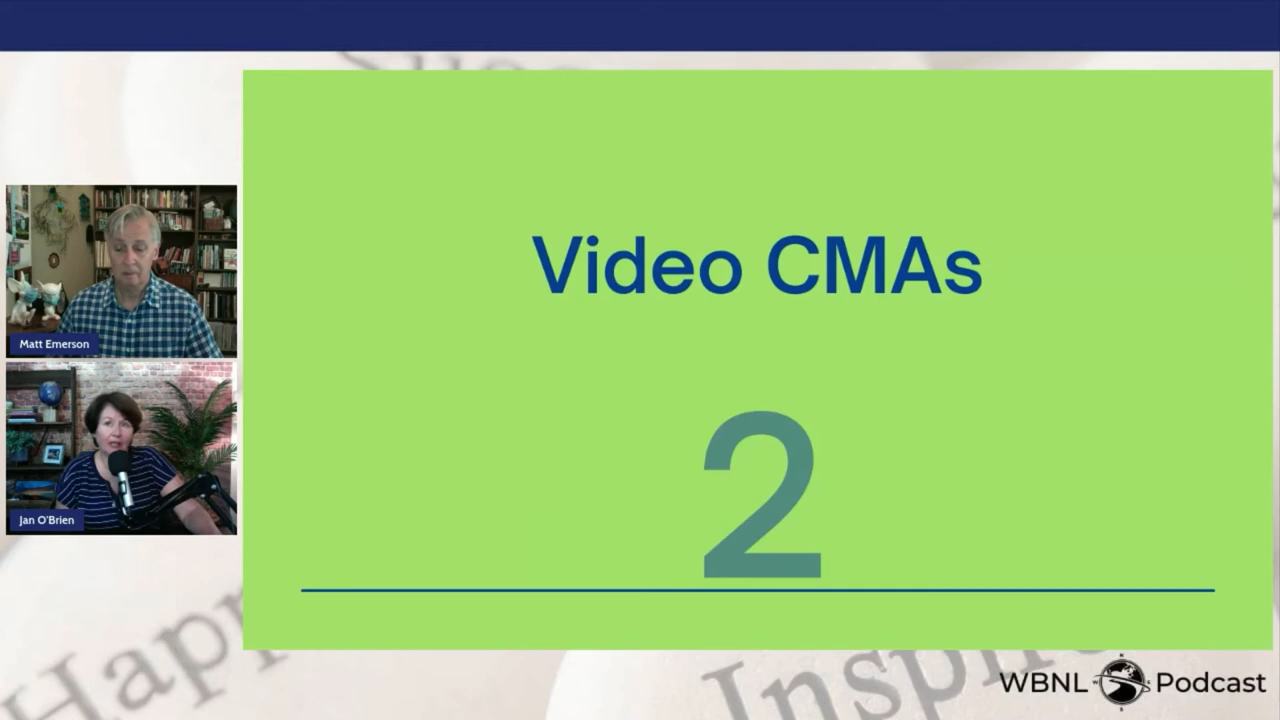 Video CMAs
2
Matt Emerson
Jan O'Brien
WBNL Podcast